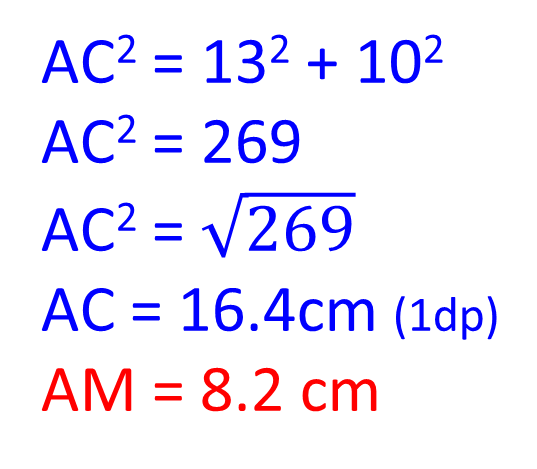 AC² = 13² + 10²
AC² = 269
AC² = √269
AC = 16.4cm (1dp)
AM = 8.2 cm